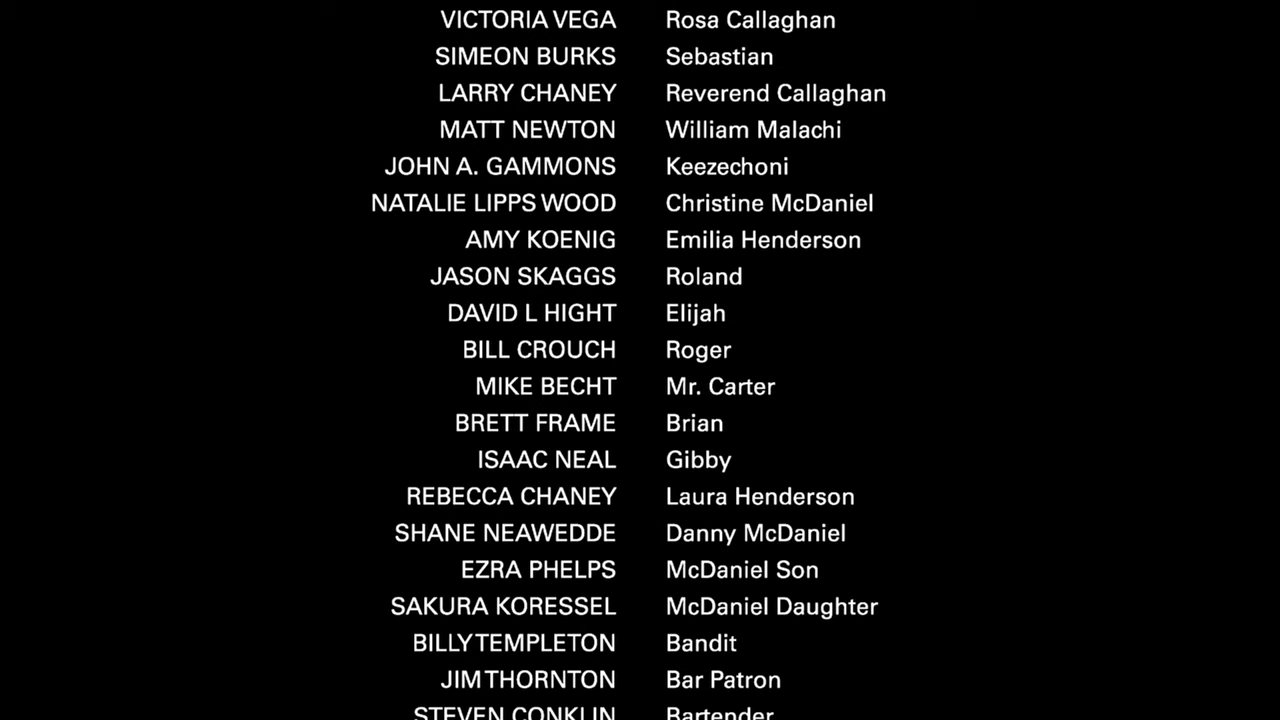 VICTORIA VEGA Rosa Callaghan
SIMEON BURKS Sebastian
LARRY CHANEY Reverend Callaghan
MATT NEWTON William Malachi
JOHN A. GAMMONS Keezechoni
NATALIE LIPPS WOOD Christine McDaniel
AMY KOENIG Emilia Henderson
JASON SKAGGS Roland
DAVID L HIGHT Elijah
BILL CROUCH Roger
MIKE BECHT Mr. Carter
BRETT FRAME Brian
ISAAC NEAL Gibby
REBECCA CHANEY Laura Henderson
SHANE NEAWEDDE Danny McDaniel
EZRA PHELPS McDaniel Son
SAKURA KORESSEL McDaniel Daughter
BILLY TEMPLETON Bandit
JIM THORNTON Bar Patron
STEVEN CONKLIN Bartender